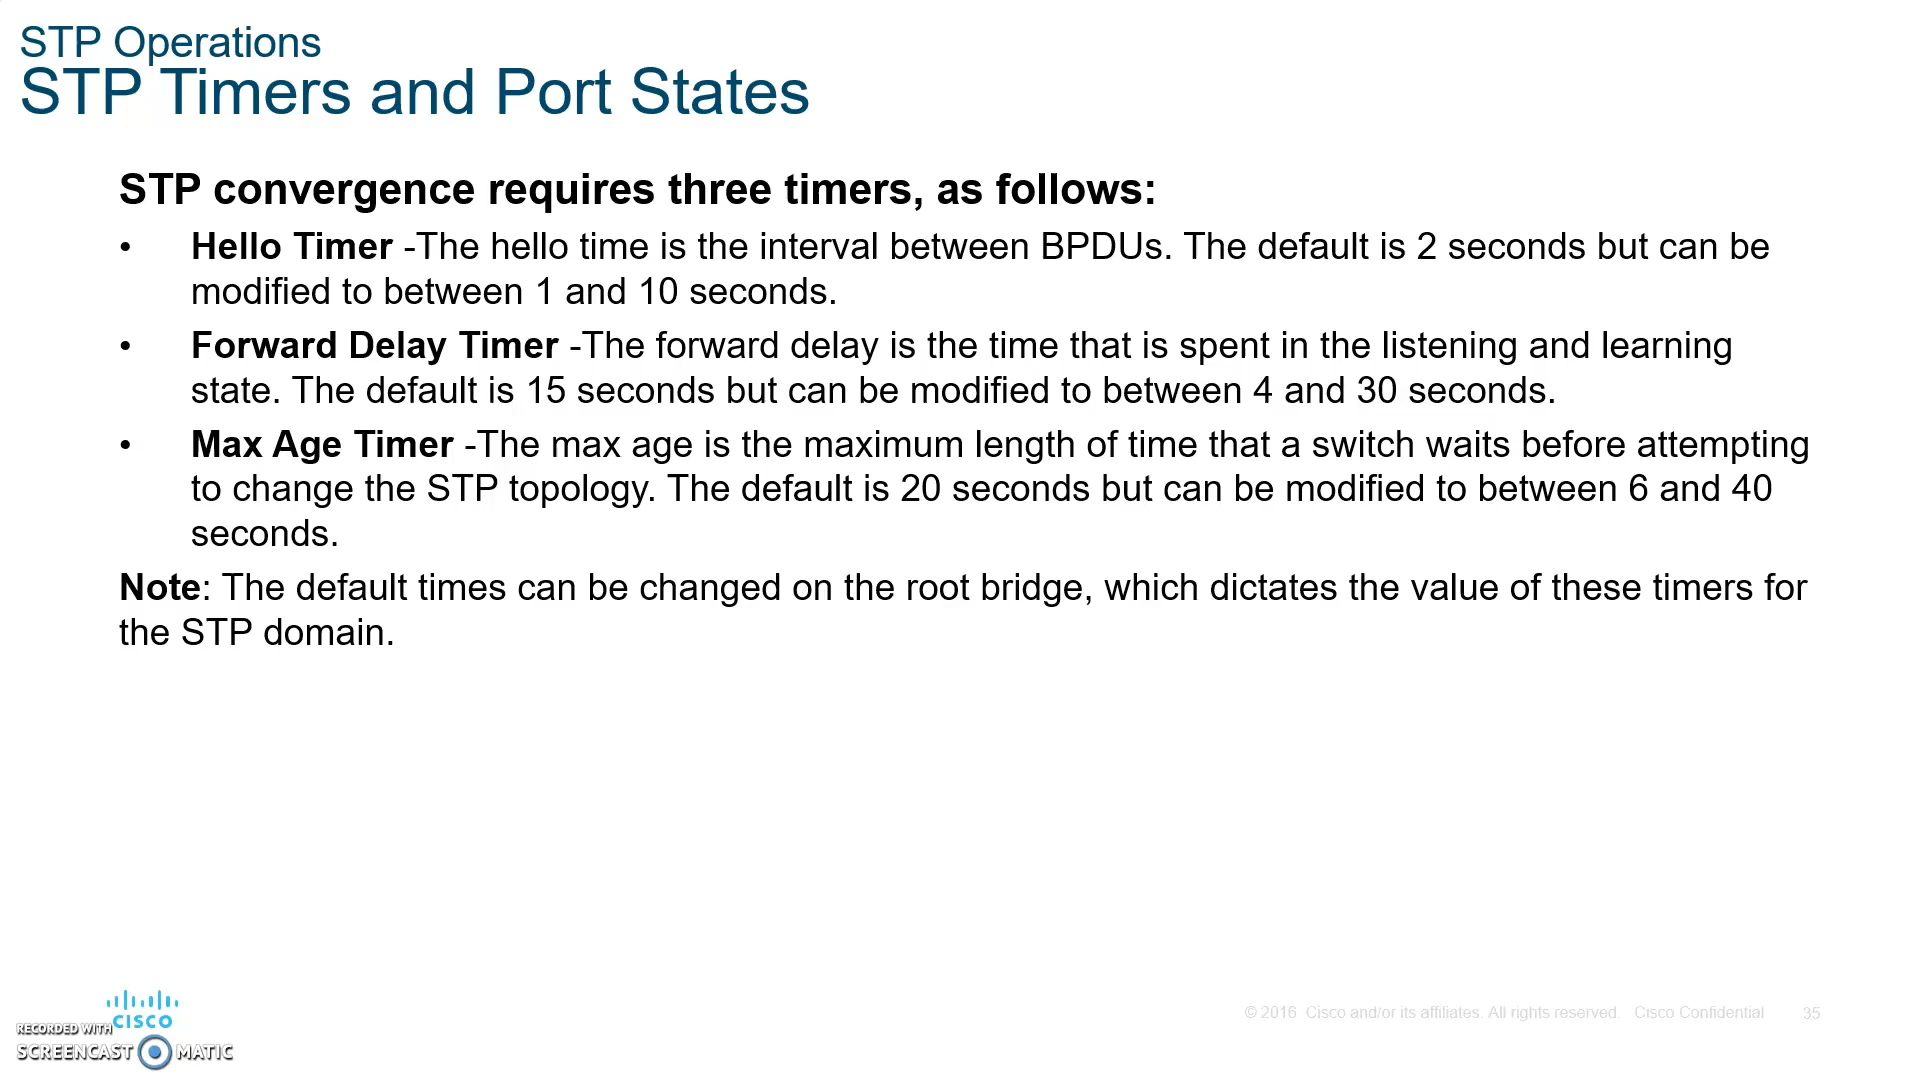 STP Operations
STP Timers and Port States
STP convergence requires three timers, as follows:
• Hello Timer -The hello time is the interval between BPDUs. The default is 2 seconds but can be
modified to between 1 and 10 seconds.
• Forward Delay Timer -The forward delay is the time that is spent in the listening and learning
state. The default is 15 seconds but can be modified to between 4 and 30 seconds.
• Max Age Timer -The max age is the maximum length of time that a switch waits before attempting
to change the STP topology. The default is 20 seconds but can be modified to between 6 and 40
seconds.
Note: The default times can be changed on the root bridge, which dictates the value of these timers for
the STP domain.
CISCO
RECORDED WITH
SCREENCAST MATIC
© 2016 Cisco and/or its affiliates. All rights reserved. Cisco Confidential 35